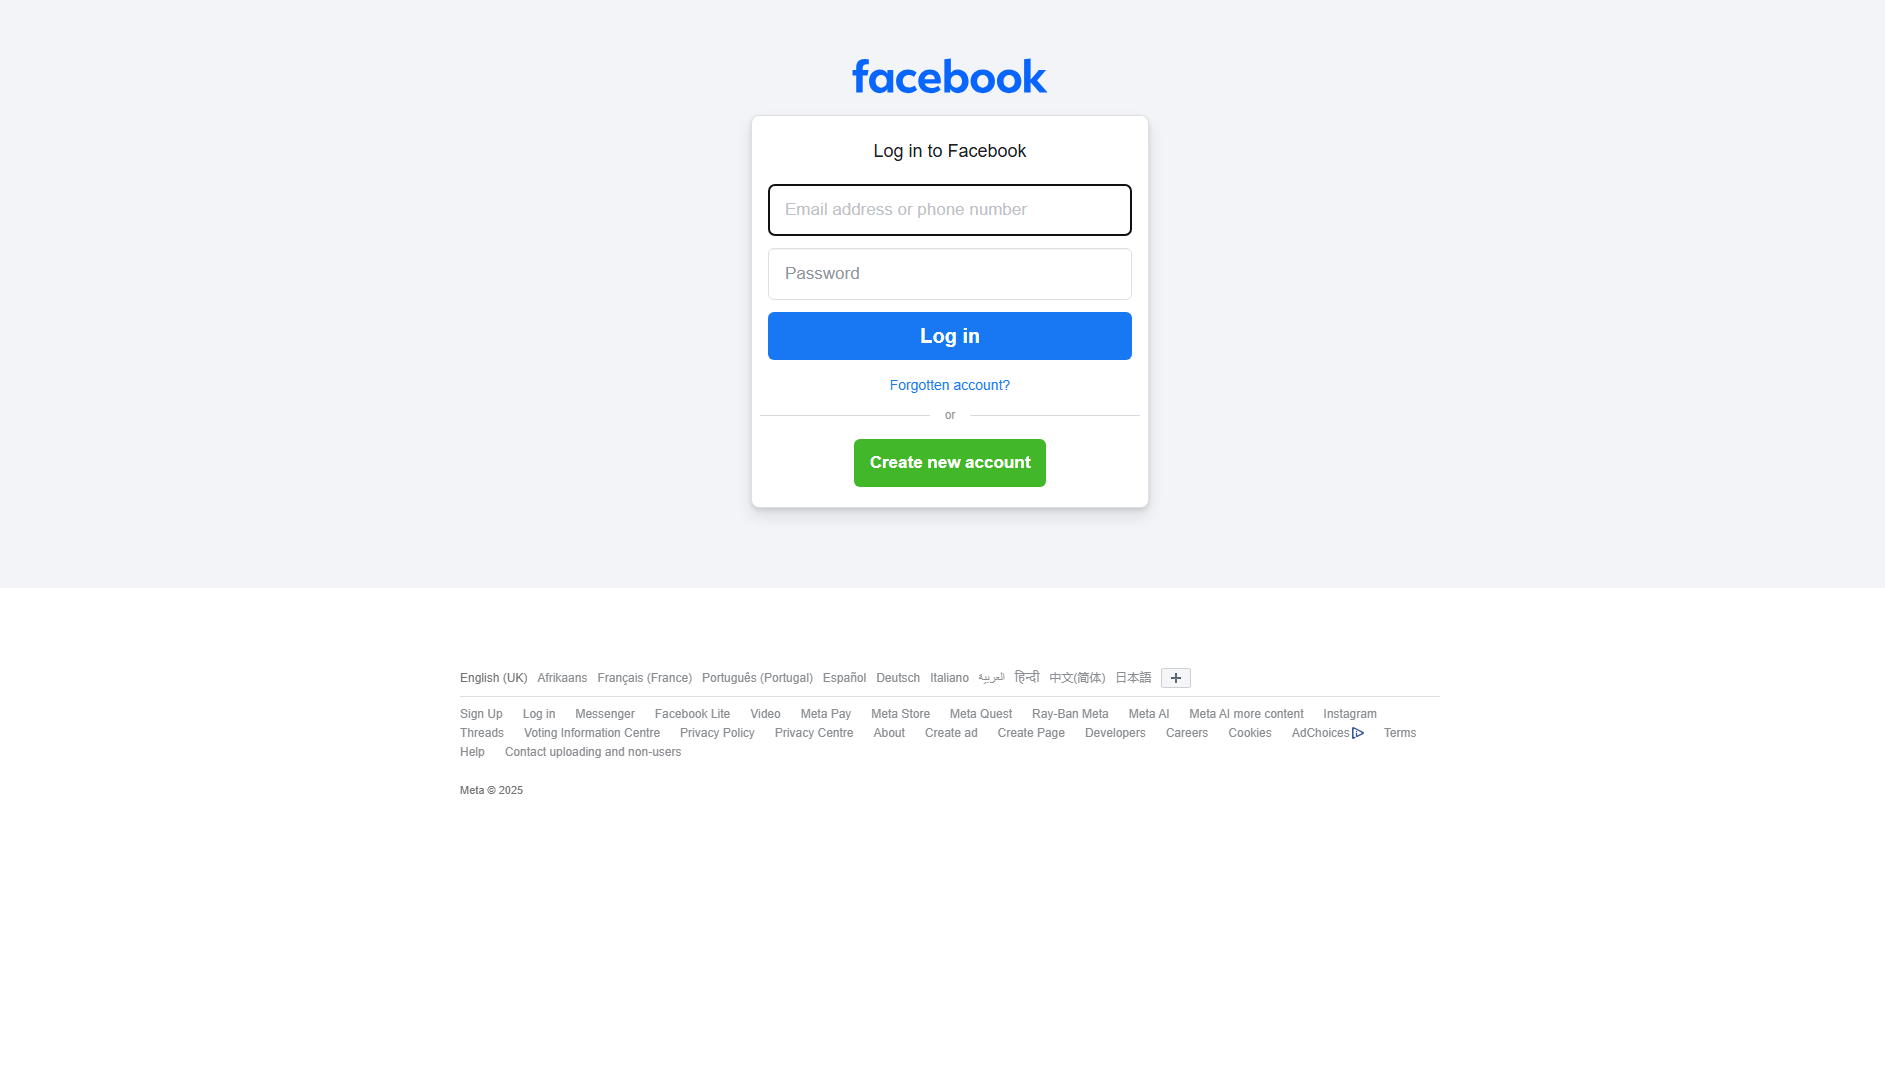 facebook
Log in to Facebook
Email address or phone number
Password
Log in
Forgotten account?
or
Create new account
English (UK) Afrikaans Français (France) Português (Portugal) Español Deutsch Italiano العربية हिन्दी 中文(简体) 日本語
Sign Up Log in Messenger Facebook Lite Video Meta Pay Meta Store Meta Quest Ray-Ban Meta Meta AI Meta AI more content Instagram
Threads Voting Information Centre Privacy Policy Privacy Centre About Create ad Create Page Developers Careers Cookies AdChoices Terms
Help Contact uploading and non-users
Meta © 2025